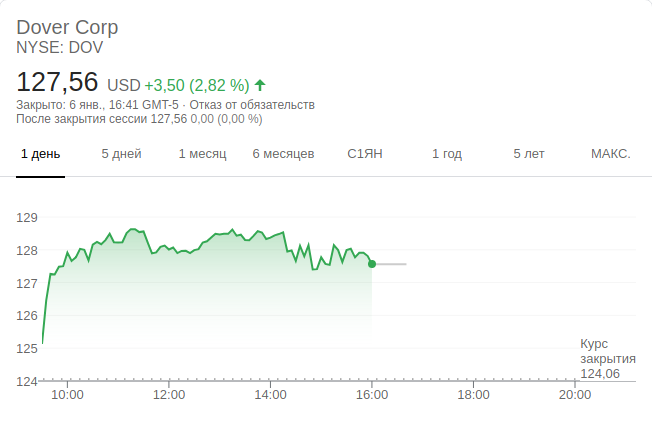 Dover Corp
NYSE: DOV
127,56 USD +3,50 (2,82 %)
Закрыто: 6 янв., 16:41 GMT-5 · Отказ от обязательств
После закрытия сессии 127,56 0,00 (0,00 %)
1 день 5 дней 1 месяц 6 месяцев С1ЯН 1 год 5 лет МАКС.
129
128
127
126
125
Курс
закрытия
124,06
124
10:00 12:00 14:00 16:00 18:00 20:00